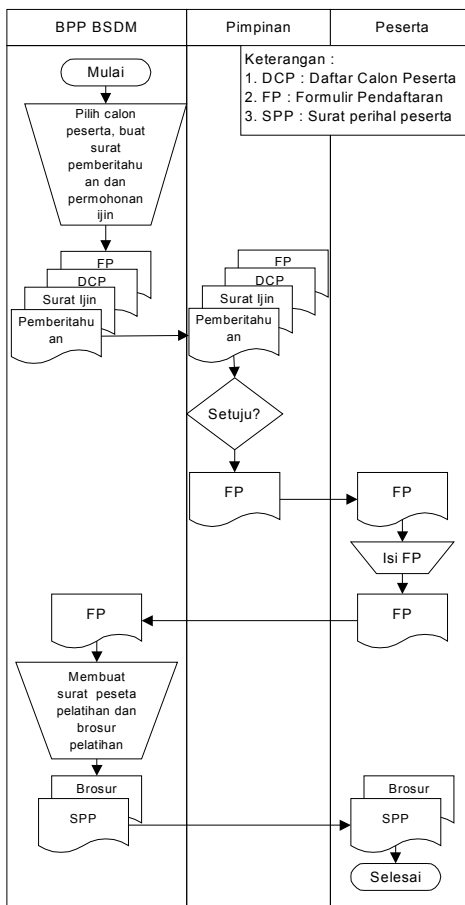 BPP BSDM
Pimpinan
Peserta
Keterangan :
1. DCP : Daftar Calon Peserta
2. FP : Formulir Pendaftaran
3. SPP : Surat perihal peserta
Mulai
Pilih calon
peserta, buat
surat
pemberitahu
an dan
permohonan
ijin
FP
DCP
Surat Ijin
Pemberitahu
an
FP
DCP
Surat Ijin
Pemberitahu
an
Setuju?
FP
FP
Isi FP
FP
FP
Membuat
surat peseta
pelatihan dan
brosur
pelatihan
Brosur
SPP
Brosur
SPP
Selesai